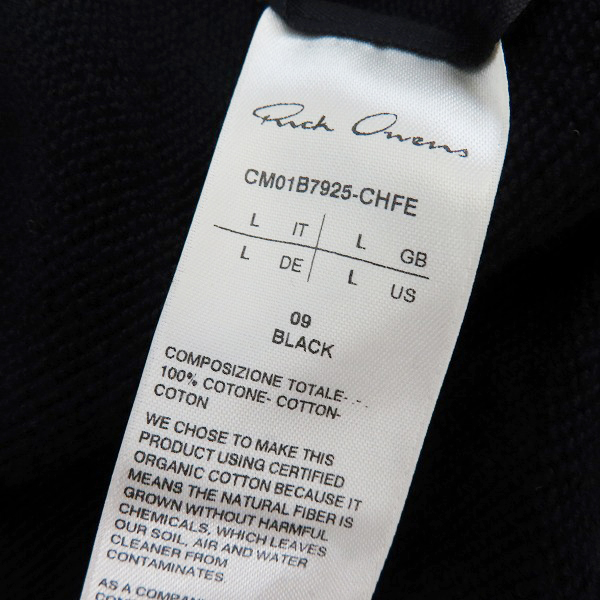 Rick Owens
CM01B7925-CHFE
L IT L GB
L DE L US
09
BLACK
COMPOSIZIONE TOTALE- - -
100% COTONE- COTTON-
COTON
WE CHOSE TO MAKE THIS
PRODUCT USING CERTIFIED
ORGANIC COTTON BECAUSE IT
MEANS THE NATURAL FIBER IS
GROWN WITHOUT HARMFUL
CHEMICALS, WHICH LEAVES
OUR SOIL, AIR AND WATER
CLEANER FROM
CONTAMINATES.
AS A